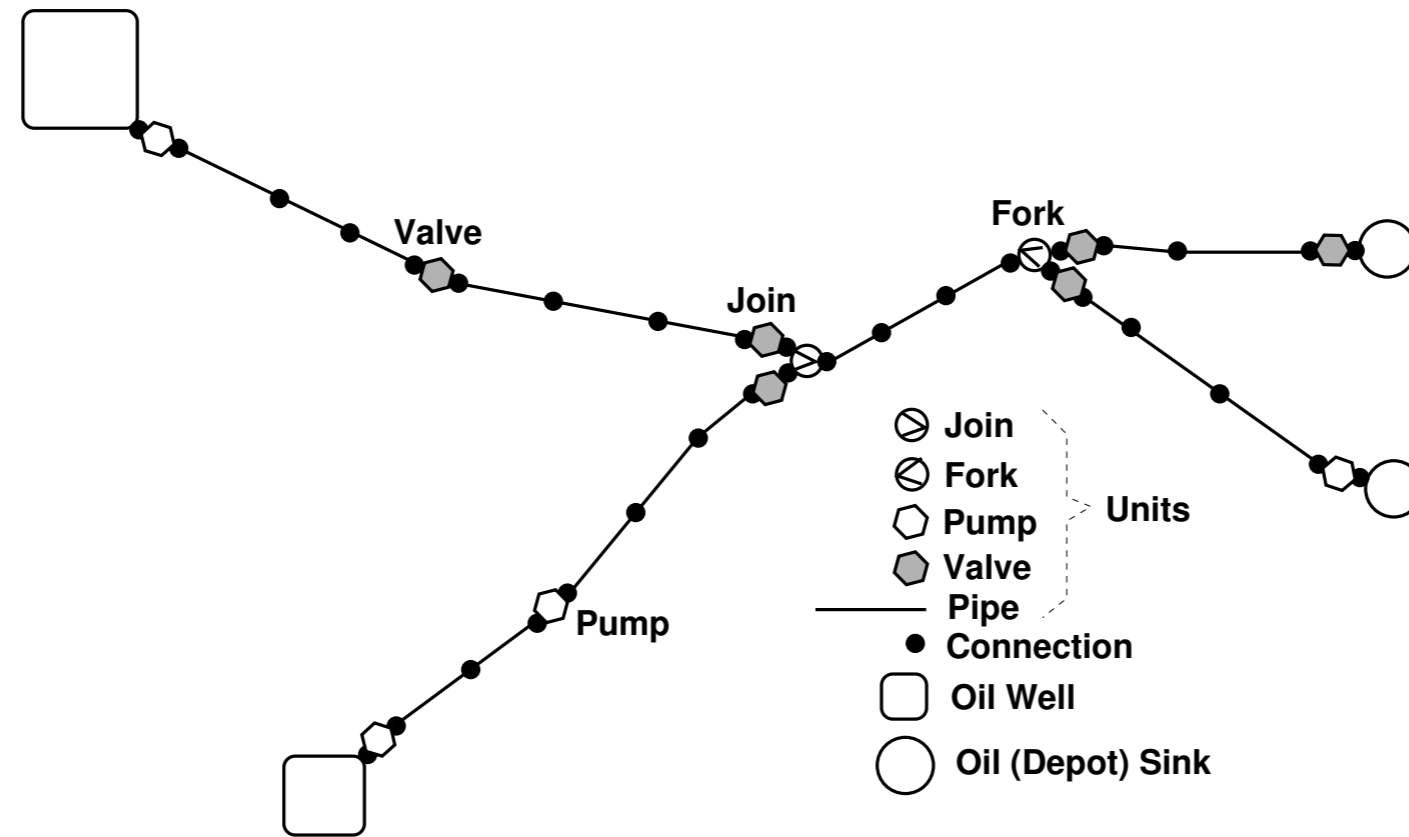 Valve
Fork
Join
Join
Fork
Pump
Units
Valve
Pipe
Pump
Connection
Oil Well
Oil (Depot) Sink